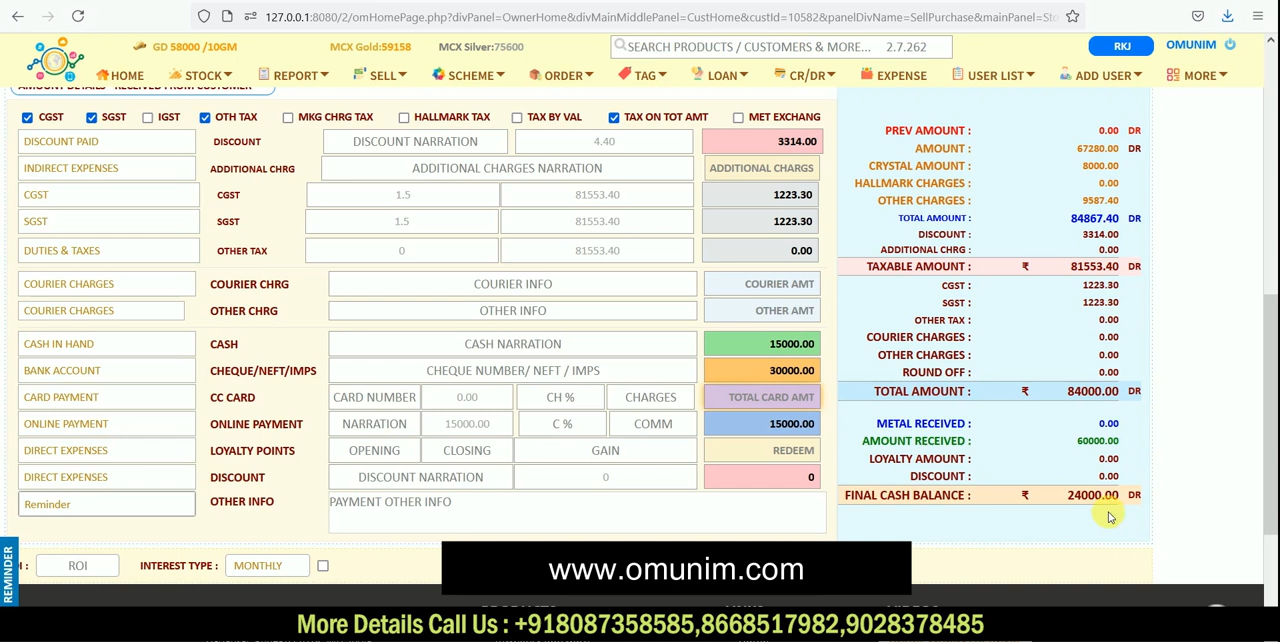 127.0.0.1:8080/2/omHomePage.php?divPanel=OwnerHome&divMainMiddlePanel=CustHome&custId=10582&panelDivName=SellPurchase&mainPanel=Sto
GD 58000 /10GM
MCX Gold:59158
MCX Silver:75600
SEARCH PRODUCTS / CUSTOMERS & MORE... 2.7.262
RKJ
OMUNIM
HOME STOCK REPORT SELL SCHEME ORDER TAG LOAN CR/DR EXPENSE USER LIST ADD USER MORE
AMOUNT DETAILS - RECEIVED FROM CUSTOMER
CGST SGST IGST OTH TAX MKG CHRG TAX HALLMARK TAX TAX BY VAL TAX ON TOT AMT MET EXCHANG
DISCOUNT PAID DISCOUNT DISCOUNT NARRATION 4.40 3314.00
INDIRECT EXPENSES ADDITIONAL CHRG ADDITIONAL CHARGES NARRATION ADDITIONAL CHARGS
CGST CGST 1.5 81553.40 1223.30
SGST SGST 1.5 81553.40 1223.30
DUTIES & TAXES OTHER TAX 0 81553.40 0.00
COURIER CHARGES COURIER CHRG COURIER INFO COURIER AMT
COURIER CHARGES OTHER CHRG OTHER INFO OTHER AMT
CASH IN HAND CASH CASH NARRATION 15000.00
BANK ACCOUNT CHEQUE/NEFT/IMPS CHEQUE NUMBER/ NEFT / IMPS 30000.00
CARD PAYMENT CC CARD CARD NUMBER 0.00 CH % CHARGES TOTAL CARD AMT
ONLINE PAYMENT ONLINE PAYMENT NARRATION 15000.00 C % COMM 15000.00
DIRECT EXPENSES LOYALTY POINTS OPENING CLOSING GAIN REDEEM
DIRECT EXPENSES DISCOUNT DISCOUNT NARRATION 0 0
Reminder OTHER INFO PAYMENT OTHER INFO
PREV AMOUNT : 0.00 DR
AMOUNT : 67280.00 DR
CRYSTAL AMOUNT : 8000.00
HALLMARK CHARGES : 0.00
OTHER CHARGES : 9587.40
TOTAL AMOUNT : 84867.40 DR
DISCOUNT : 3314.00
ADDITIONAL CHRG : 0.00
TAXABLE AMOUNT : ₹ 81553.40 DR
CGST : 1223.30
SGST : 1223.30
OTHER TAX : 0.00
COURIER CHARGES : 0.00
OTHER CHARGES : 0.00
ROUND OFF : 0.00
TOTAL AMOUNT : ₹ 84000.00 DR
METAL RECEIVED : 0.00
AMOUNT RECEIVED : 60000.00
LOYALTY AMOUNT : 0.00
DISCOUNT : 0.00
FINAL CASH BALANCE : ₹ 24000.00 DR
REMINDER
ROI INTEREST TYPE : MONTHLY
www.omunim.com
More Details Call Us : +918087358585,8668517982,9028378485